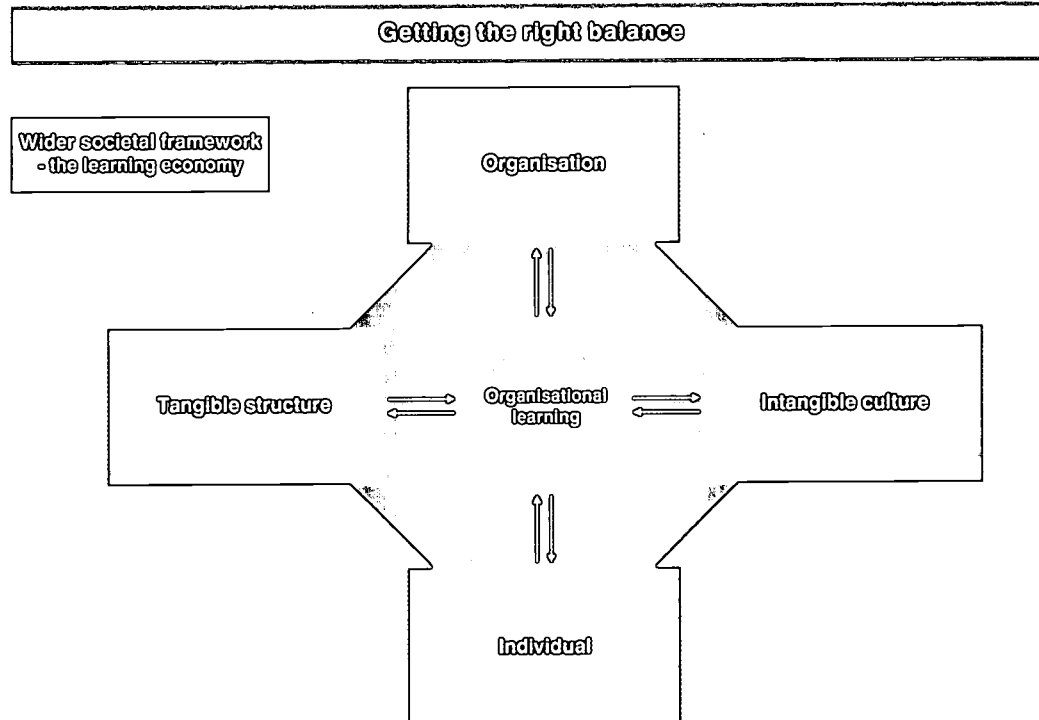 Getting the right balance
Wider societal framework
- the learning economy
Organisation
Tangible structure
Organisational
learning
Intangible culture
Individual